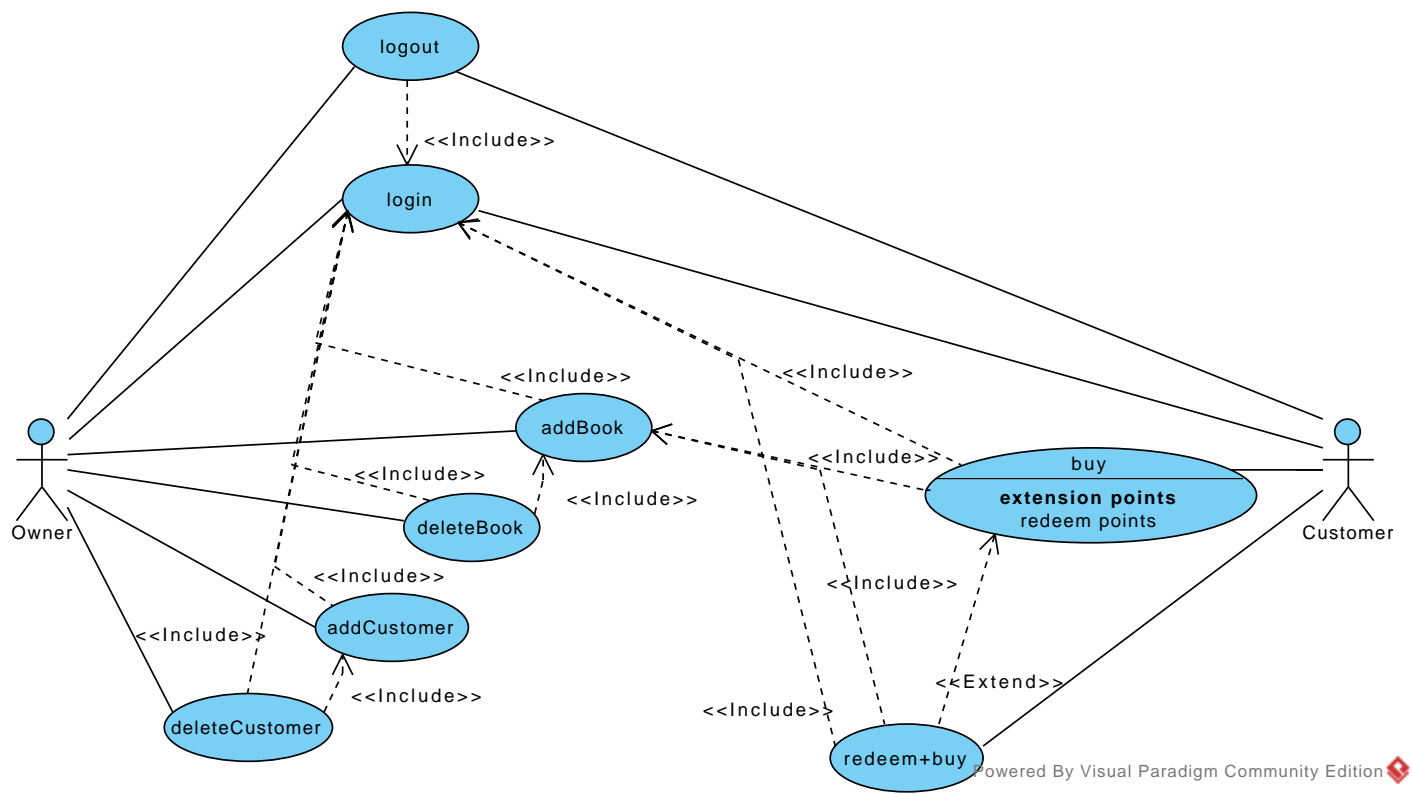 logout
<<Include>>
login
<<Include>>
<<Include>>
addBook
<<Include>>
buy
<<Include>>
extension points
<<Include>>
redeem points
deleteBook
Owner
Customer
<<Include>>
<<Include>>
addCustomer
<<Include>>
<<Extend>>
<<Include>>
<<Include>>
deleteCustomer
redeem+buy
Powered By Visual Paradigm Community Edition